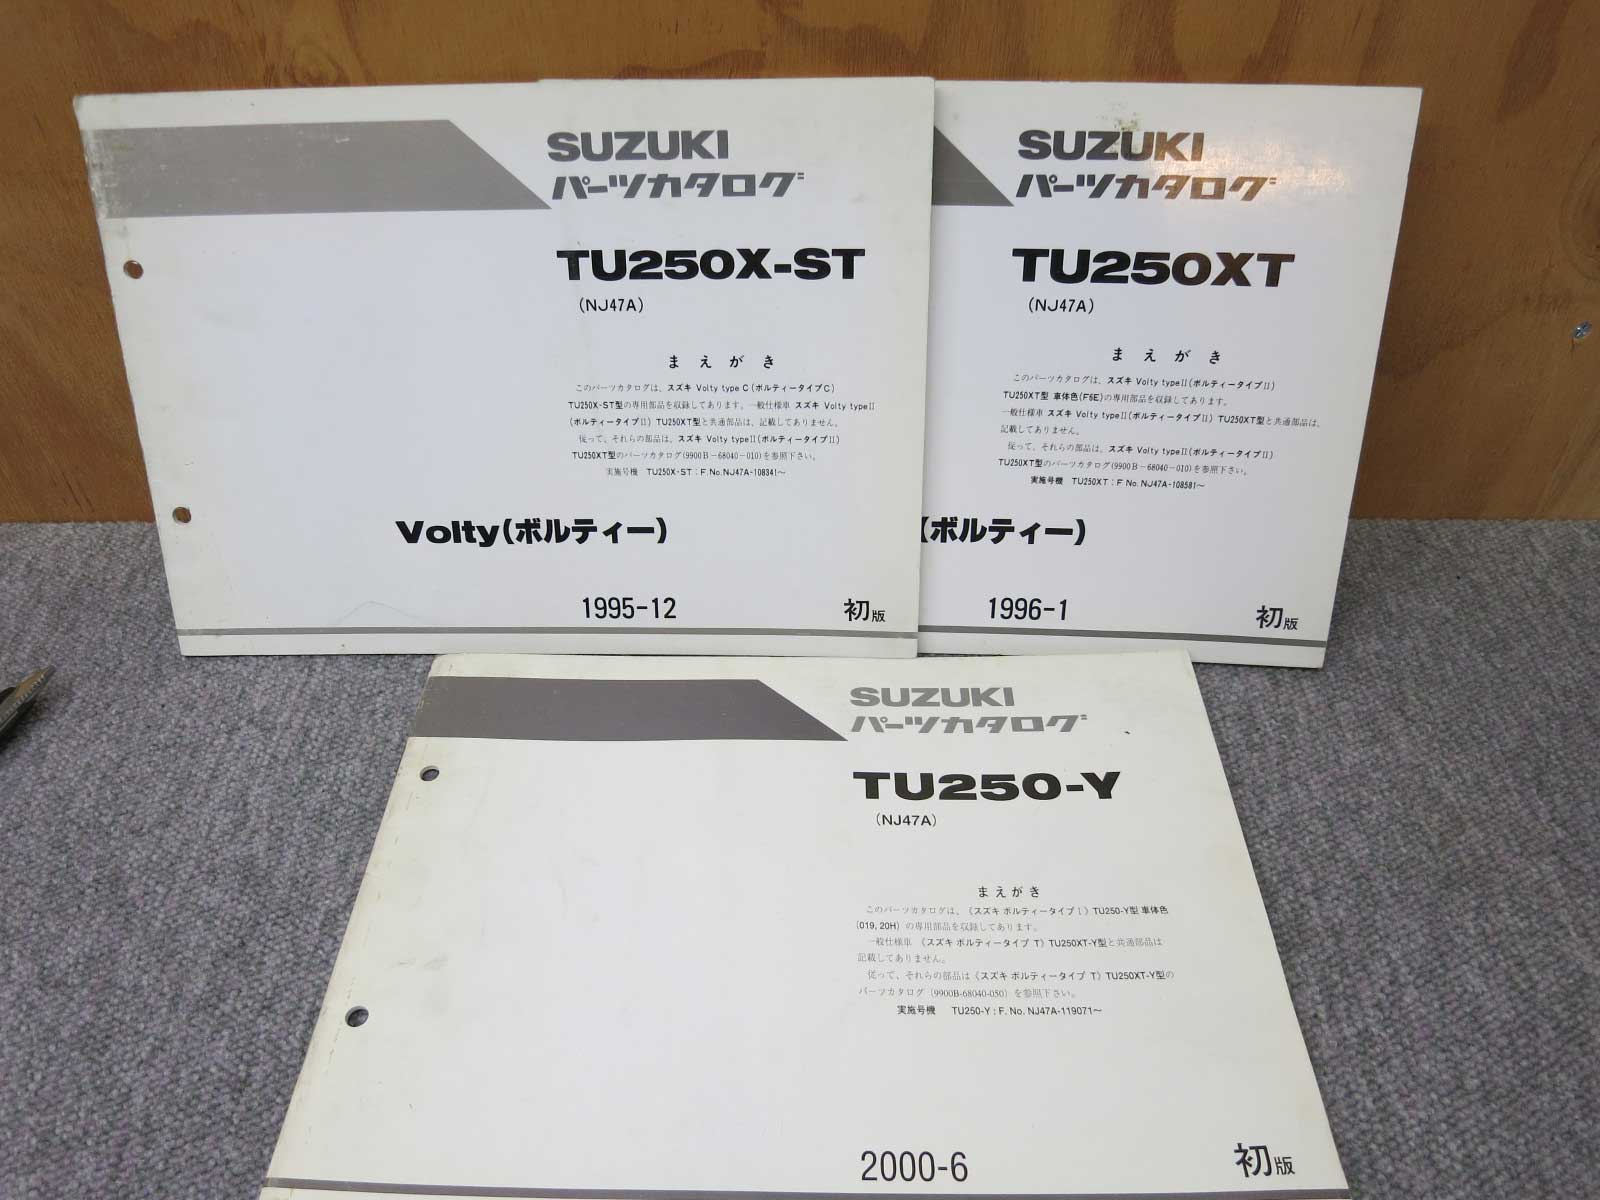 SUZUKI
パーツカタログ
TU250X-ST
(NJ47A)
まえがき
このパーツカタログは、スズキ Volty type C (ボルティータイプC)
TU250X-ST型の専用部品を収録してあります。一般仕様車 スズキ Volty typeⅡ
(ボルティータイプⅡ) TU250XT型と共通部品は、記載してありません。
従って、それらの部品は、スズキ Volty typeⅡ(ボルティータイプⅡ)
TU250XT型のパーツカタログ(9900B-68040-010)を参照下さい。
実施号機 TU250X-ST : F.No.NJ47A-108341〜
Volty(ボルティー)
1995-12
初版
SUZUKI
パーツカタログ
TU250XT
(NJ47A)
まえがき
このパーツカタログは、スズキ Volty typeⅡ(ボルティータイプⅡ)
TU250XT型 車体色(F6E)の専用部品を収録してあります。
一般仕様車 スズキ Volty typeⅡ(ボルティータイプⅡ) TU250XT型と共通部品は、
記載してありません。
従って、それらの部品は、スズキ Volty typeⅡ(ボルティータイプⅡ)
TU250XT型のパーツカタログ(9900B-68040-010)を参照下さい。
実施号機 TU250XT : F No. NJ47A-108581〜
(ボルティー)
1996-1
初版
SUZUKI
パーツカタログ
TU250-Y
(NJ47A)
まえがき
このパーツカタログは、《スズキ ボルティータイプⅠ》TU250-Y型 車体色
(019, 20H) の専用部品を収録してあります。
一般仕様車 《スズキ ボルティータイプ T》TU250XT-Y型と共通部品は
記載してありません。
従って、それらの部品は《スズキ ボルティータイプ T》TU250XT-Y型の
パーツカタログ (9900B-68040-050) を参照下さい。
実施号機 TU250-Y : F. No. NJ47A-119071〜
2000-6
初版